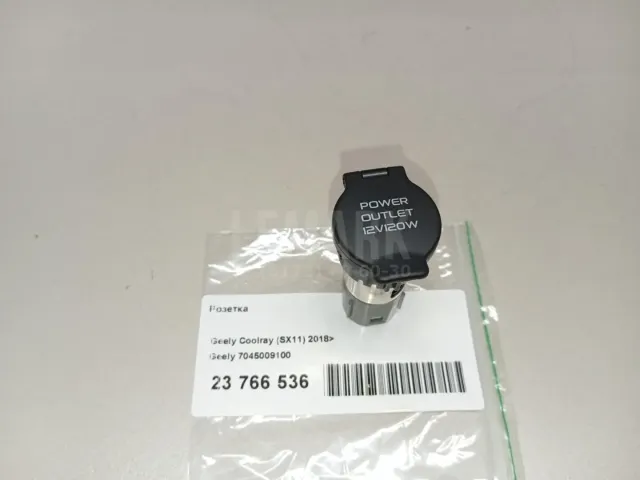 POWER
OUTLET
12V120W
Розетка
Geely Coolray (SX11) 2018>
Geely 7045009100
23 766 536